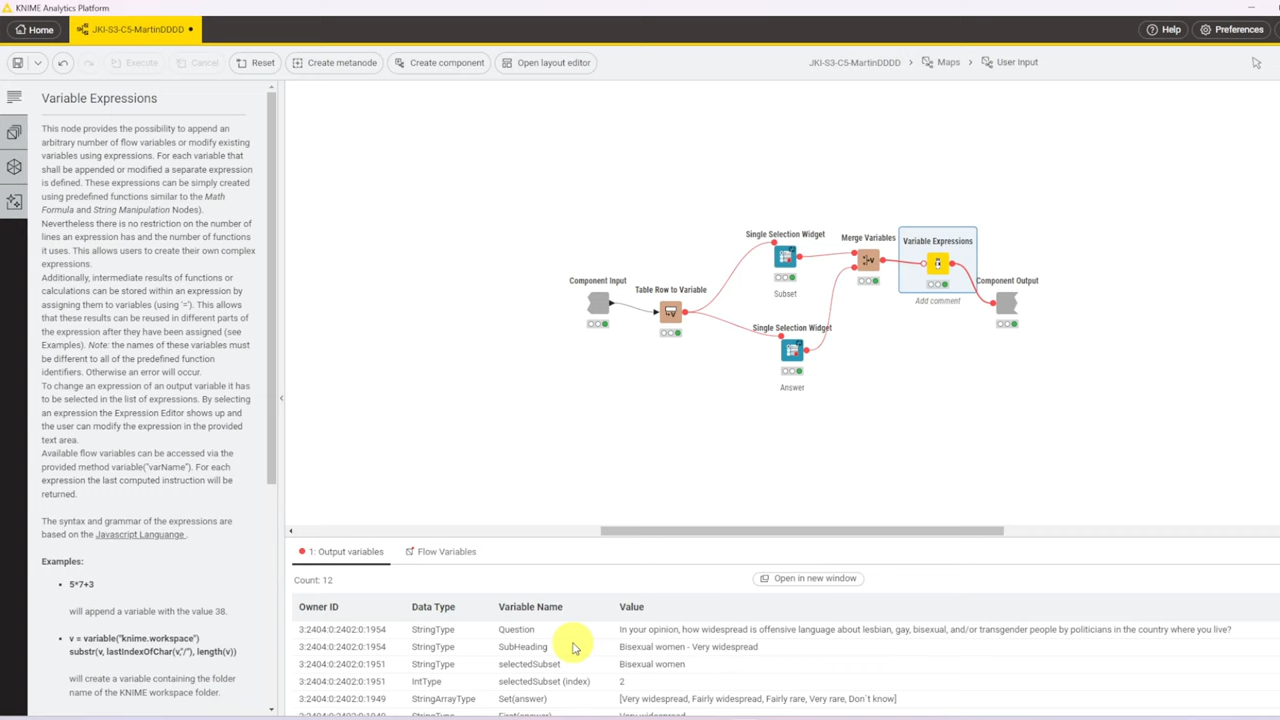 KNIME Analytics Platform
Home
JKI-S3-C5-MartinDDDD
Help
Preferences
Execute
Cancel
Reset
Create metanode
Create component
Open layout editor
JKI-S3-C5-MartinDDDD > Maps > User Input
Variable Expressions
This node provides the possibility to append an
arbitrary number of flow variables or modify existing
variables using expressions. For each variable that
shall be appended or modified a separate expression
is defined. These expressions can be simply created
using predefined functions similar to the Math
Formula and String Manipulation Nodes).
Nevertheless there is no restriction on the number of
lines an expression has and the number of functions
it uses. This allows users to create their own complex
expressions.
Additionally, intermediate results of functions or
calculations can be stored within an expression by
assigning them to variables (using '='). This allows
that these results can be reused in different parts of
the expression after they have been assigned (see
Examples). Note: the names of these variables must
be different to all of the predefined function
identifiers. Otherwise an error will occur.
To change an expression of an output variable it has
to be selected in the list of expressions. By selecting
an expression the Expression Editor shows up and
the user can modify the expression in the provided
text area.
Available flow variables can be accessed via the
provided method variable("varName"). For each
expression the last computed instruction will be
returned.
The syntax and grammar of the expressions are
based on the Javascript Languange .
Examples:
5*7+3
will append a variable with the value 38.
v = variable("knime.workspace")
substr(v, lastIndexOfChar(v,'/'), length(v))
will create a variable containing the folder
name of the KNIME workspace folder.
Component Input
Table Row to Variable
Single Selection Widget
Subset
Single Selection Widget
Answer
Merge Variables
Variable Expressions
Add comment
Component Output
1: Output variables
Flow Variables
Count: 12
Open in new window
Owner ID Data Type Variable Name Value
3:2404:0:2402:0:1954 StringType Question In your opinion, how widespread is offensive language about lesbian, gay, bisexual, and/or transgender people by politicians in the country where you live?
3:2404:0:2402:0:1954 StringType SubHeading Bisexual women - Very widespread
3:2404:0:2402:0:1951 StringType selectedSubset Bisexual women
3:2404:0:2402:0:1951 IntType selectedSubset (index) 2
3:2404:0:2402:0:1949 StringArrayType Set(answer) [Very widespread, Fairly widespread, Fairly rare, Very rare, Don`t know]